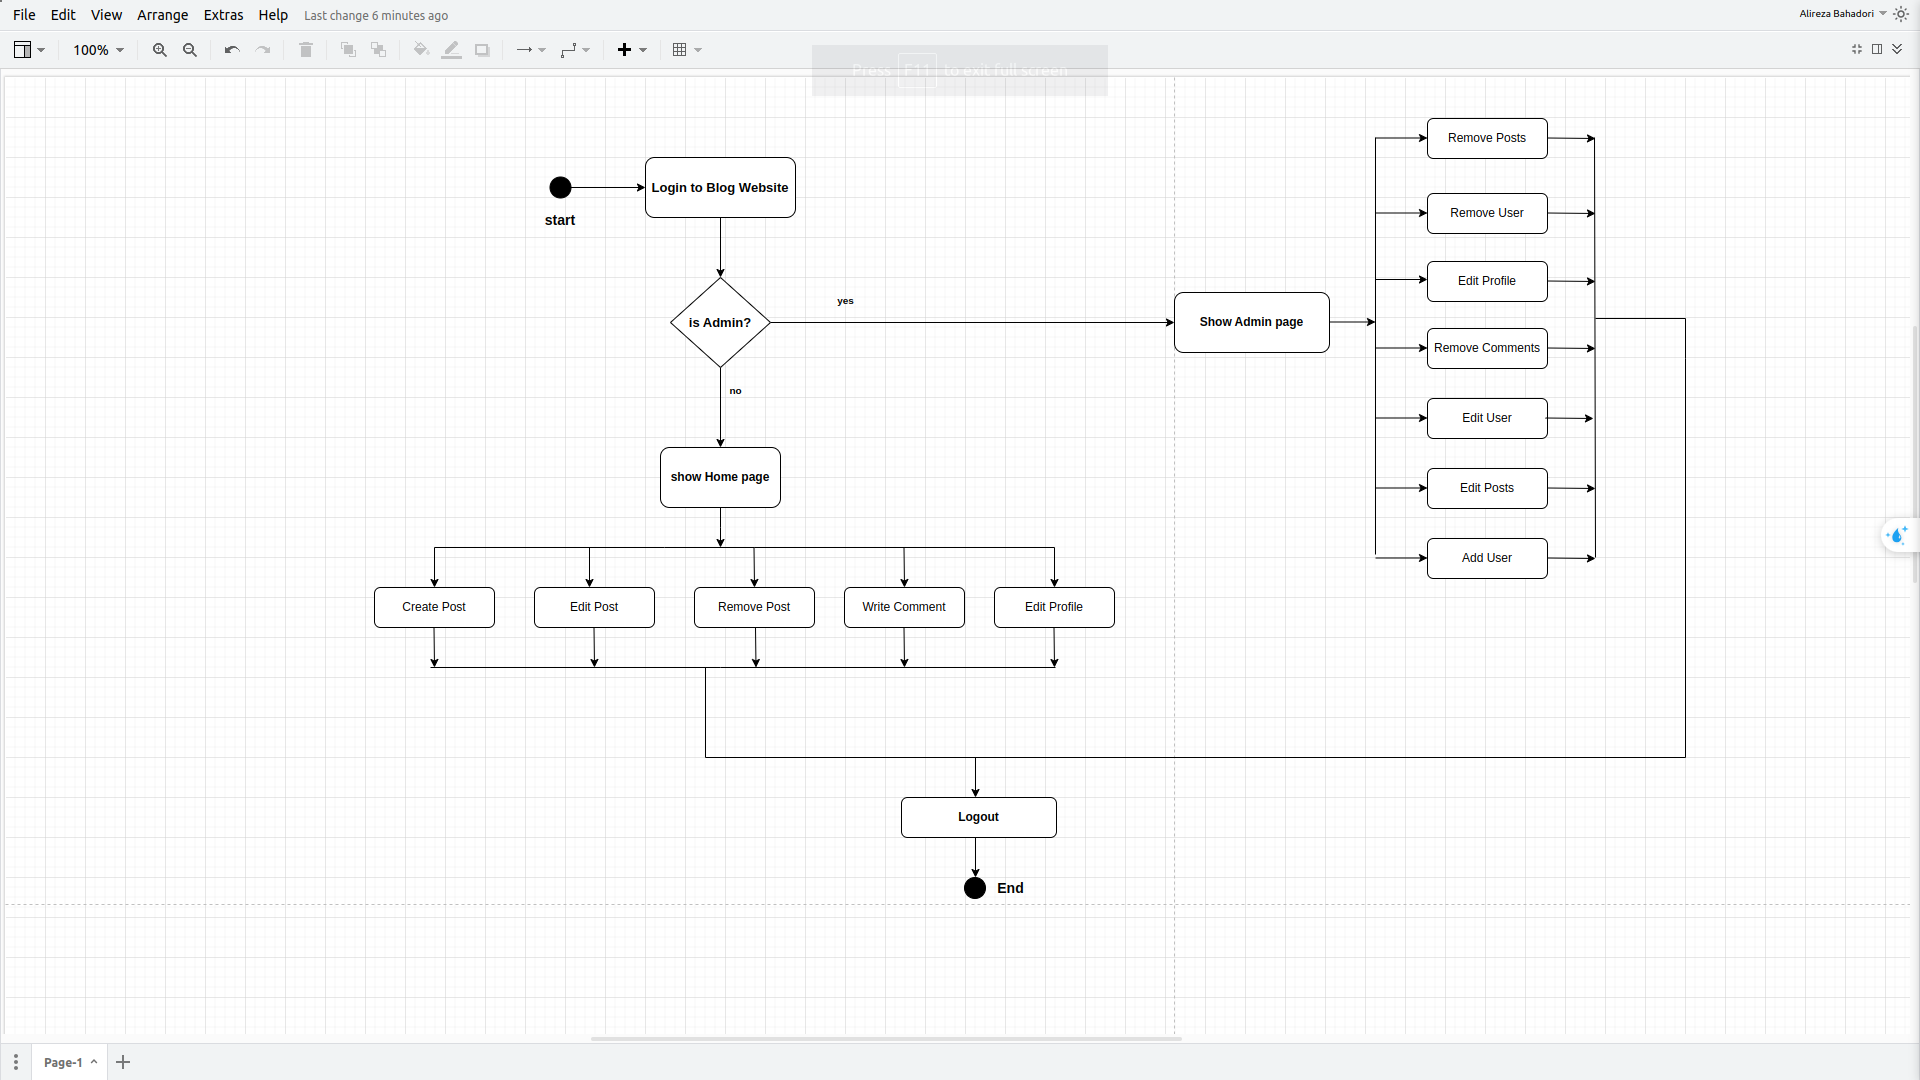 File Edit View Arrange Extras Help Last change 6 minutes ago
Alireza Bahadori
100%
Press F11 to exit full screen
start
Login to Blog Website
is Admin?
yes
no
Show Admin page
Remove Posts
Remove User
Edit Profile
Remove Comments
Edit User
Edit Posts
Add User
show Home page
Create Post
Edit Post
Remove Post
Write Comment
Edit Profile
Logout
End
Page-1